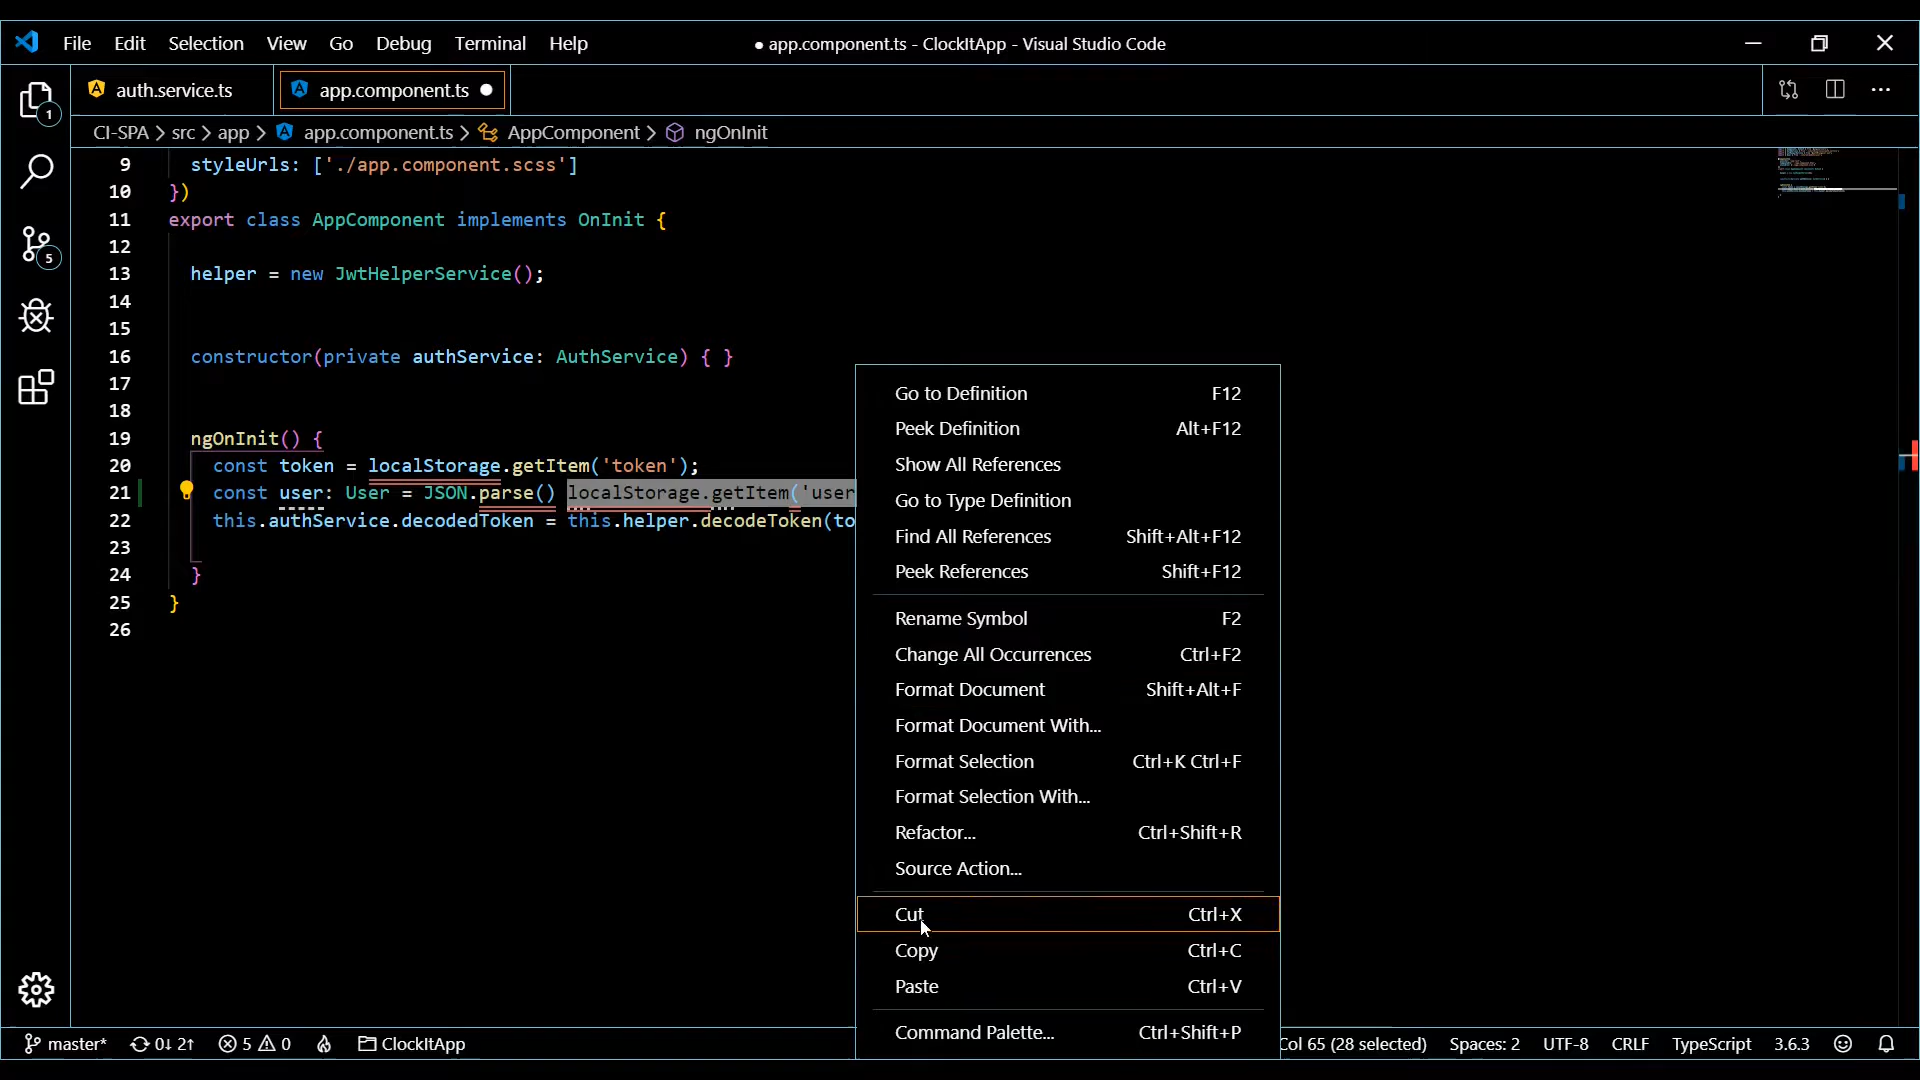 File Edit Selection View Go Debug Terminal Help
● app.component.ts - ClockItApp - Visual Studio Code
auth.service.ts
app.component.ts ●
CI-SPA > src > app > app.component.ts > AppComponent > ngOnInit
1
5
9 styleUrls: ['./app.component.scss']
10 })
11 export class AppComponent implements OnInit {
12
13 helper = new JwtHelperService();
14
15
16 constructor(private authService: AuthService) { }
17
18
19 ngOnInit() {
20 const token = localStorage.getItem('token');
21 const user: User = JSON.parse() localStorage.getItem('user
22 this.authService.decodedToken = this.helper.decodeToken(to
23
24 }
25 }
26
Go to Definition F12
Peek Definition Alt+F12
Show All References
Go to Type Definition
Find All References Shift+Alt+F12
Peek References Shift+F12
Rename Symbol F2
Change All Occurrences Ctrl+F2
Format Document Shift+Alt+F
Format Document With...
Format Selection Ctrl+K Ctrl+F
Format Selection With...
Refactor... Ctrl+Shift+R
Source Action...
Cut Ctrl+X
Copy Ctrl+C
Paste Ctrl+V
Command Palette... Ctrl+Shift+P
master* 0↓ 2↑ 5 0 ClockItApp
Col 65 (28 selected) Spaces: 2 UTF-8 CRLF TypeScript 3.6.3